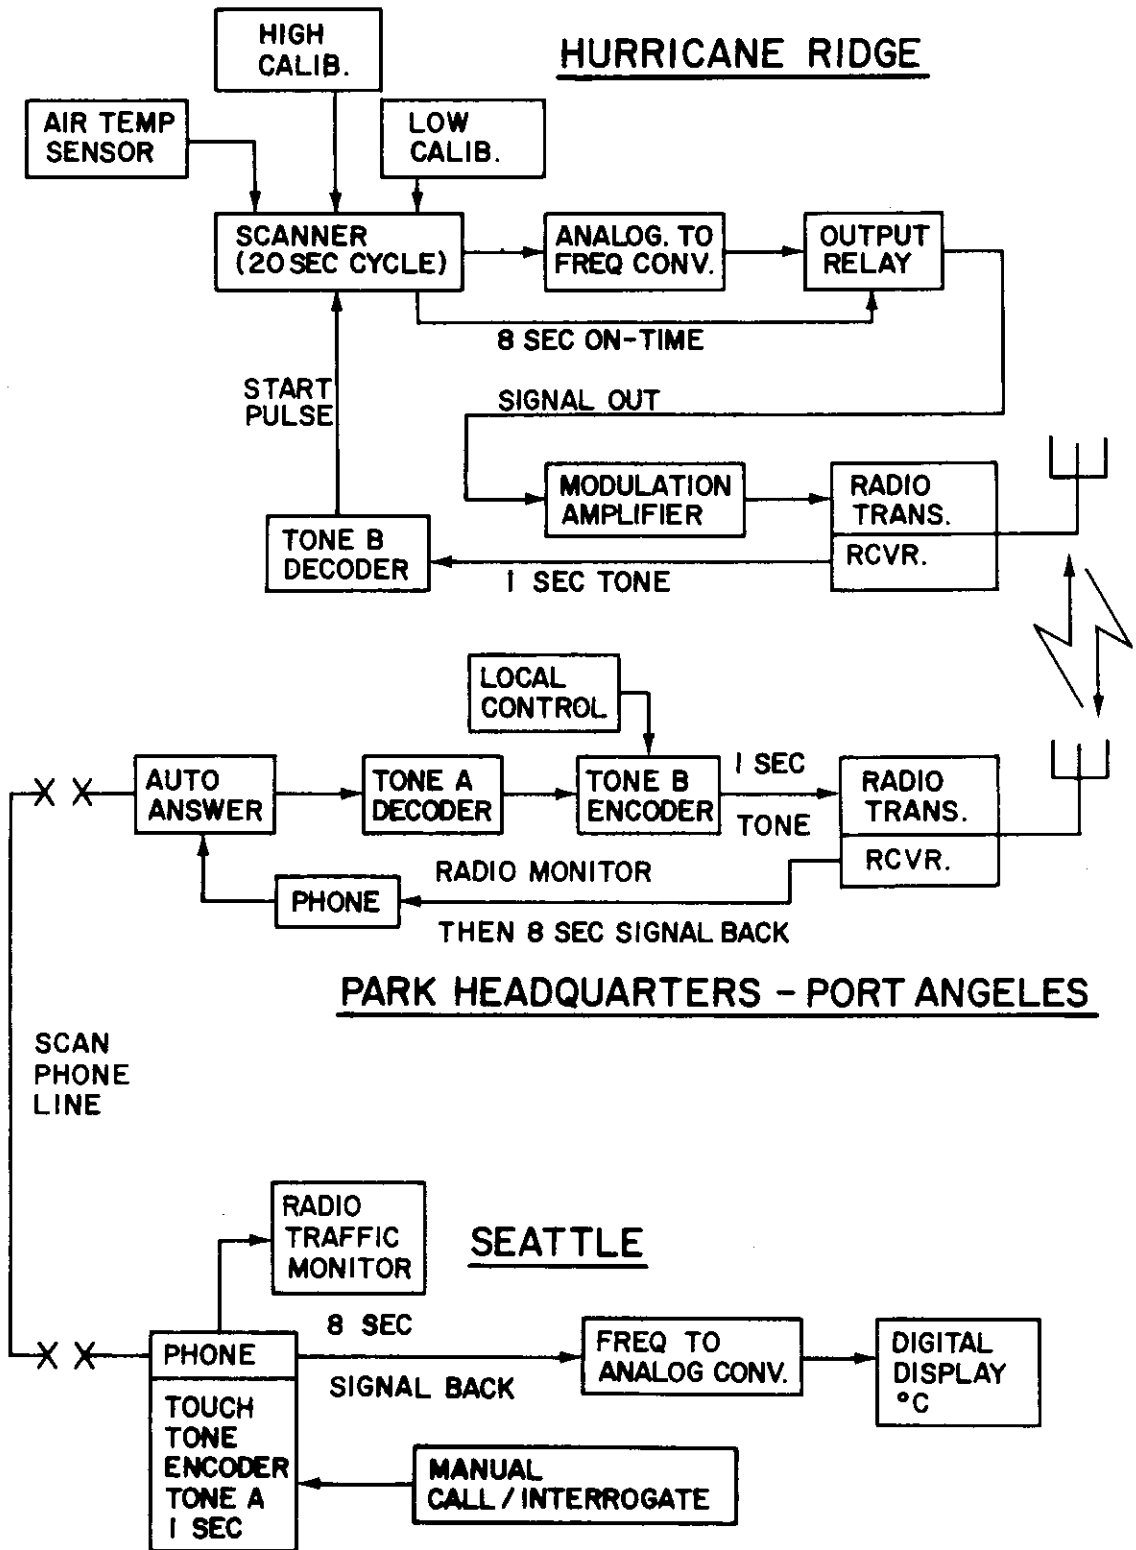 HURRICANE RIDGE
HIGH
CALIB.
AIR TEMP
SENSOR
LOW
CALIB.
SCANNER
(20 SEC CYCLE)
ANALOG. TO
FREQ CONV.
OUTPUT
RELAY
8 SEC ON-TIME
START
PULSE
SIGNAL OUT
MODULATION
AMPLIFIER
RADIO
TRANS.
RCVR.
TONE B
DECODER
1 SEC TONE
LOCAL
CONTROL
AUTO
ANSWER
TONE A
DECODER
TONE B
ENCODER
1 SEC
TONE
RADIO
TRANS.
RCVR.
RADIO MONITOR
PHONE
THEN 8 SEC SIGNAL BACK
PARK HEADQUARTERS - PORT ANGELES
SCAN
PHONE
LINE
RADIO
TRAFFIC
MONITOR
SEATTLE
8 SEC
PHONE
SIGNAL BACK
FREQ TO
ANALOG CONV.
DIGITAL
DISPLAY
°C
TOUCH
TONE
ENCODER
TONE A
1 SEC
MANUAL
CALL / INTERROGATE